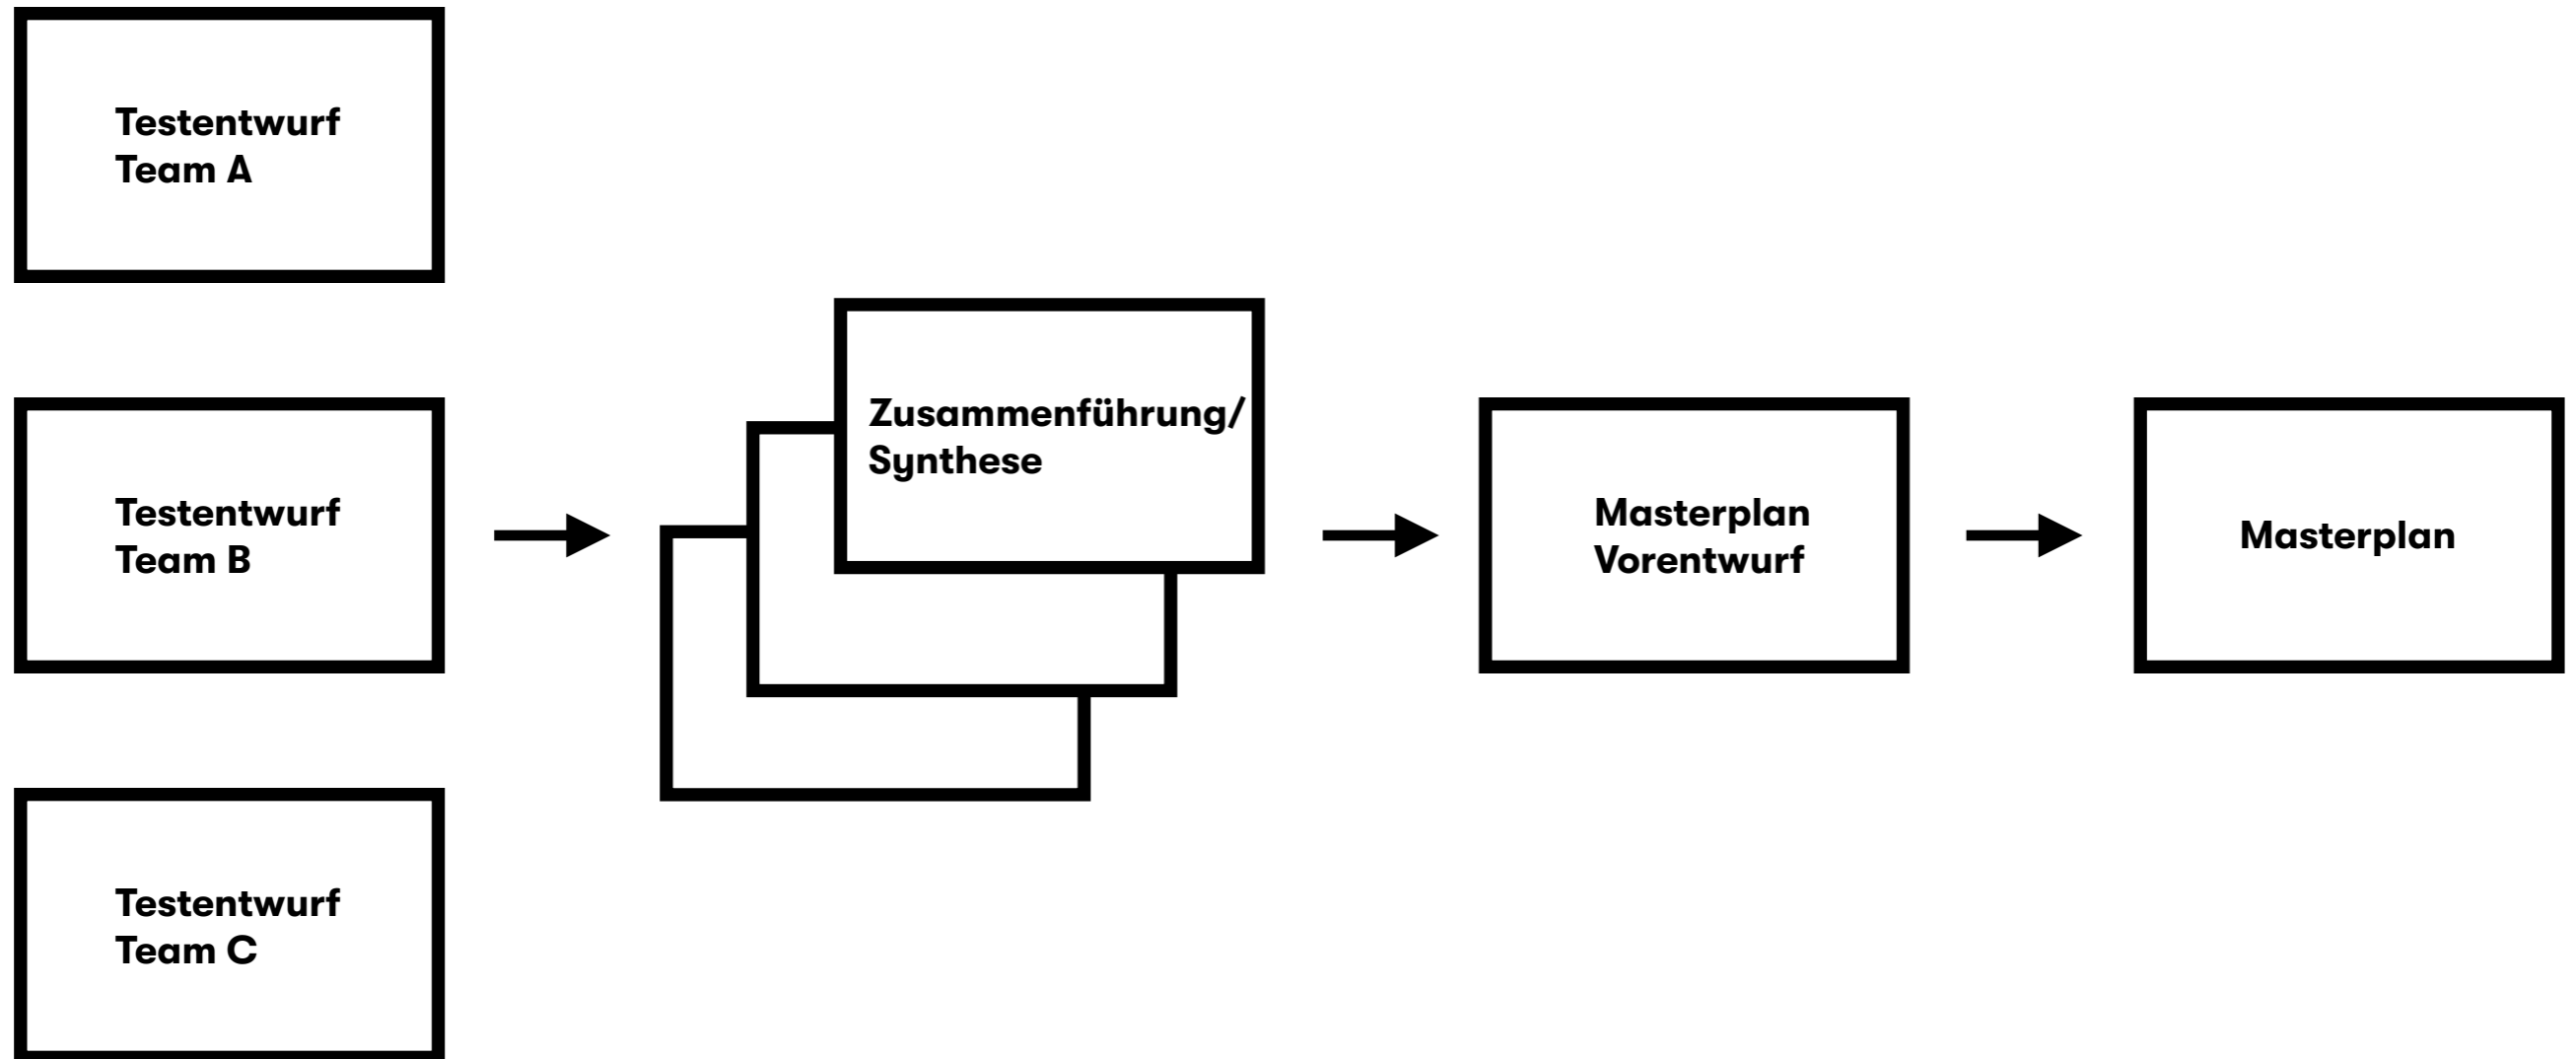 Testentwurf
Team A
Testentwurf
Team B
Testentwurf
Team C
Zusammenführung/
Synthese
Masterplan
Vorentwurf
Masterplan